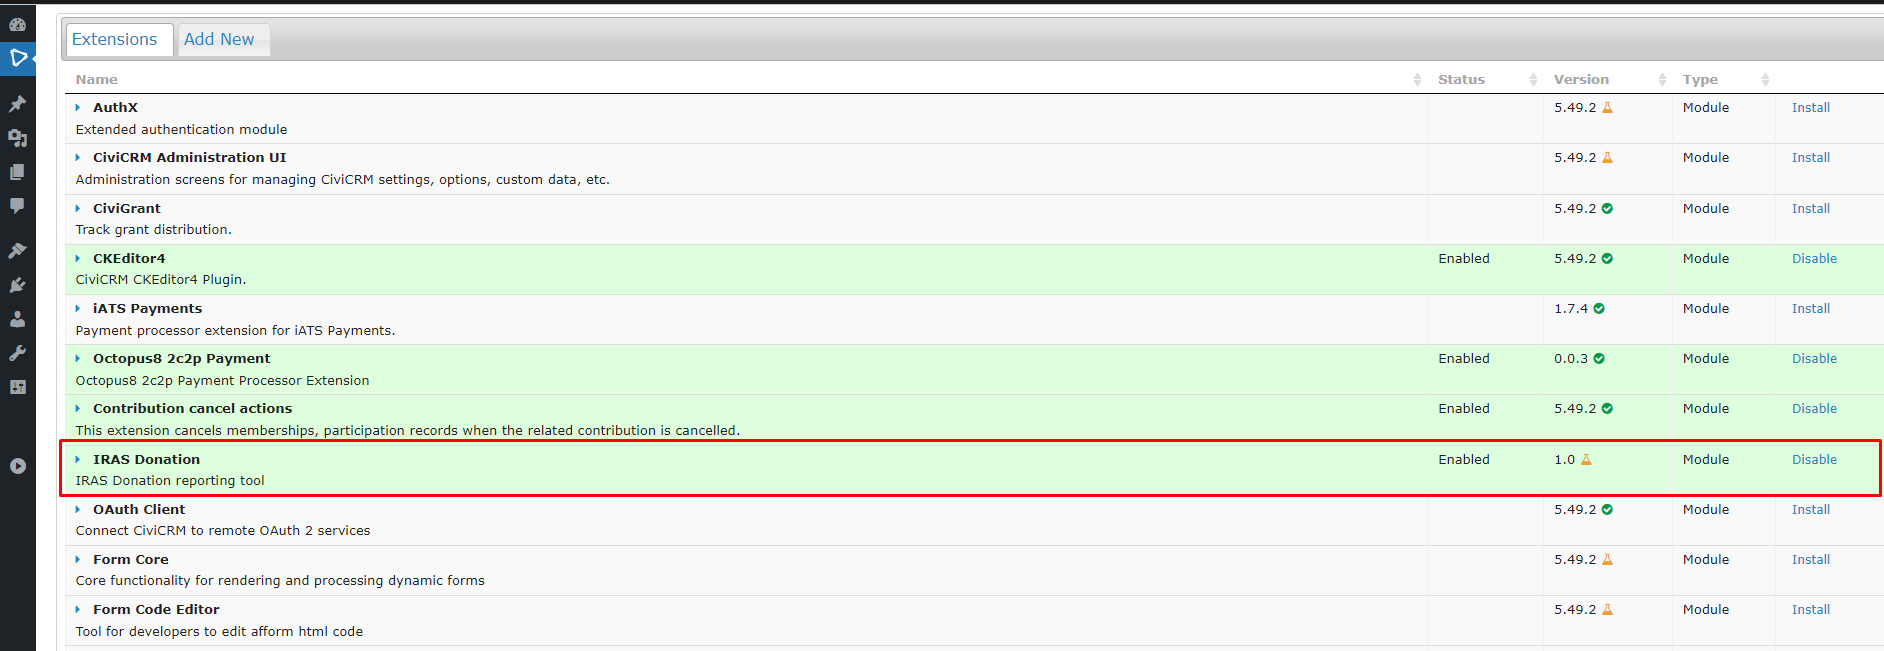 Extensions Add New
Name Status Version Type
AuthX 5.49.2 Module Install
Extended authentication module
CiviCRM Administration UI 5.49.2 Module Install
Administration screens for managing CiviCRM settings, options, custom data, etc.
CiviGrant 5.49.2 Module Install
Track grant distribution.
CKEditor4 Enabled 5.49.2 Module Disable
CiviCRM CKEditor4 Plugin.
iATS Payments 1.7.4 Module Install
Payment processor extension for iATS Payments.
Octopus8 2c2p Payment Enabled 0.0.3 Module Disable
Octopus8 2c2p Payment Processor Extension
Contribution cancel actions Enabled 5.49.2 Module Disable
This extension cancels memberships, participation records when the related contribution is cancelled.
IRAS Donation Enabled 1.0 Module Disable
IRAS Donation reporting tool
OAuth Client 5.49.2 Module Install
Connect CiviCRM to remote OAuth 2 services
Form Core 5.49.2 Module Install
Core functionality for rendering and processing dynamic forms
Form Code Editor 5.49.2 Module Install
Tool for developers to edit afform html code